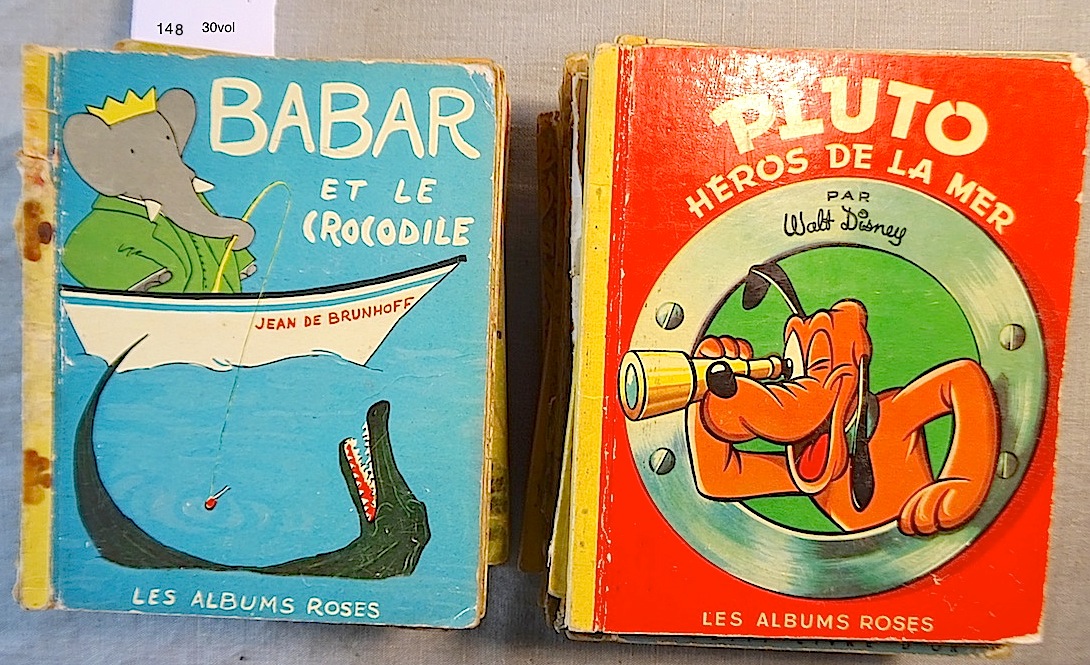 148 30vol
BABAR
ET LE
CROCODILE
JEAN DE BRUNHOFF
LES ALBUMS ROSES
PLUTO
HÉROS DE LA MER
PAR
Walt Disney
LES ALBUMS ROSES